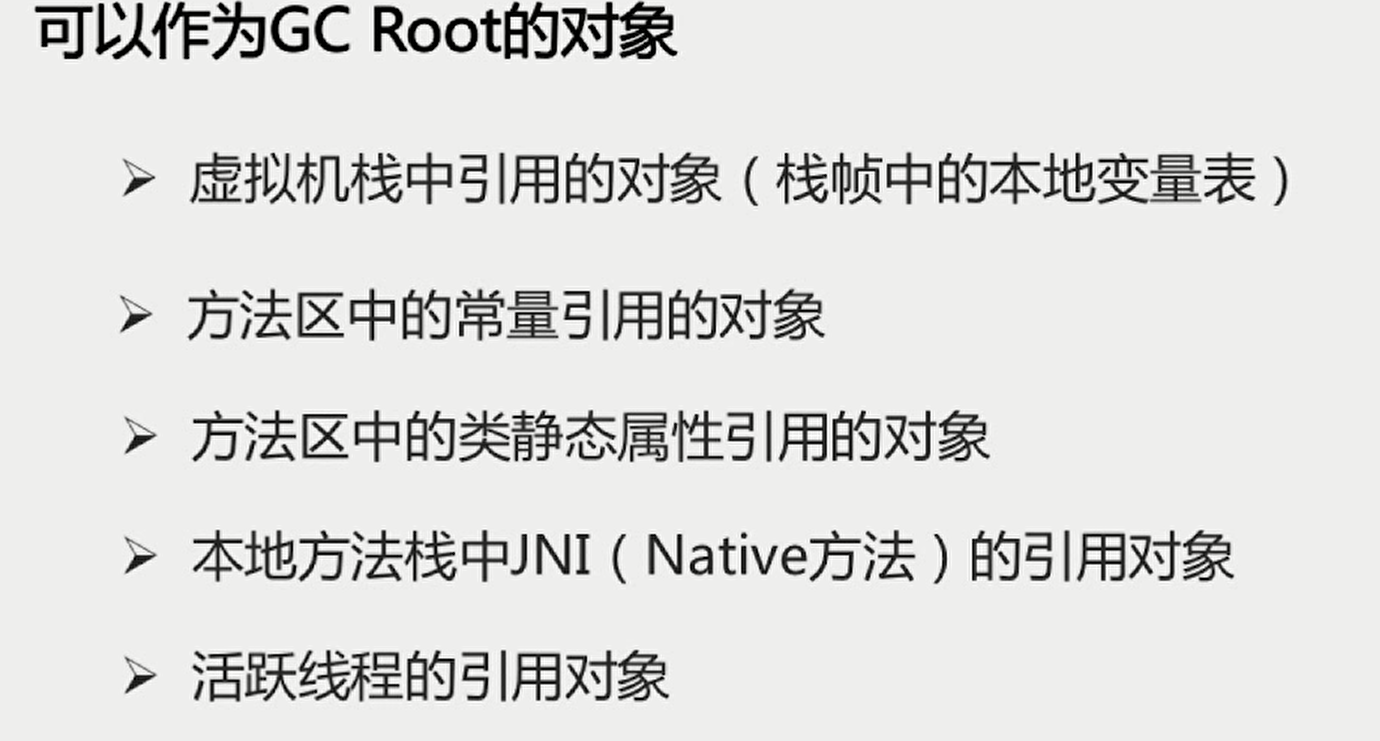 可以作为GC Root的对象
➢ 虚拟机栈中引用的对象（栈帧中的本地变量表）
➢ 方法区中的常量引用的对象
➢ 方法区中的类静态属性引用的对象
➢ 本地方法栈中JNI（Native方法）的引用对象
➢ 活跃线程的引用对象